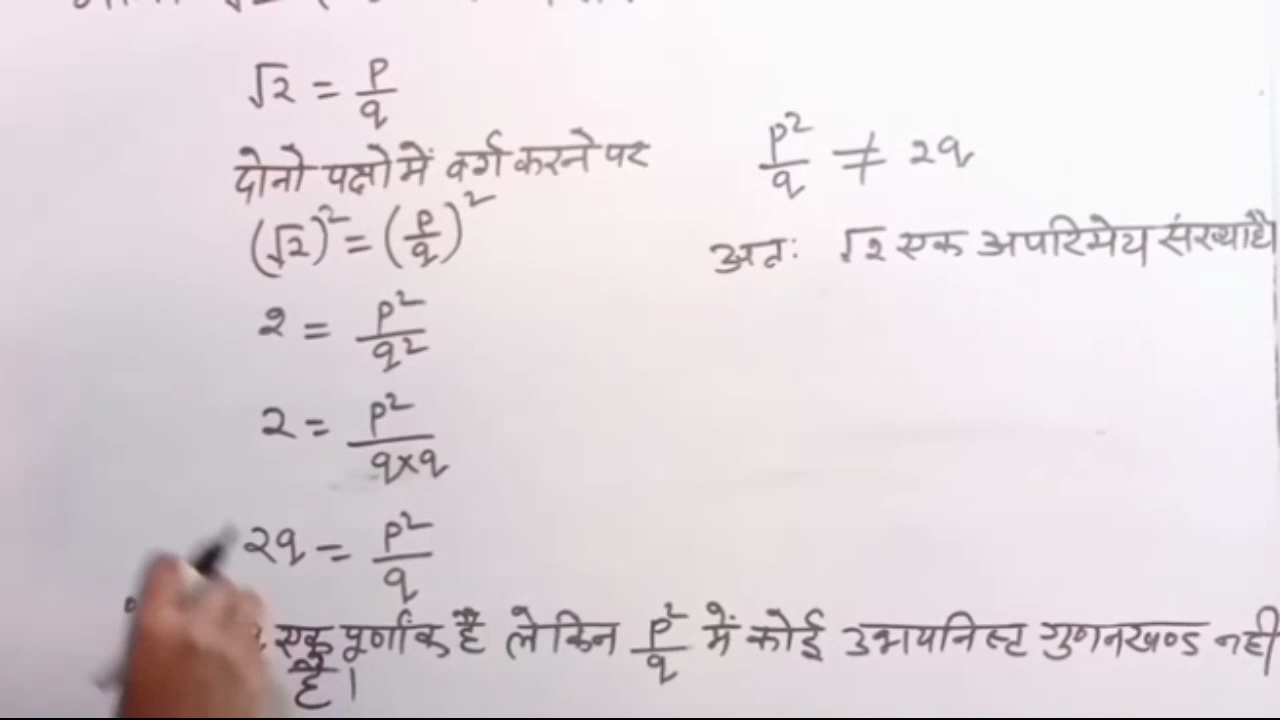 √2 = p/q
दोनो पक्षो में वर्ग करने पर
(√2)² = (p/q)²
2 = p²/q²
2 = p²/q×q
2q = p²/q
एक पूर्णांक है लेकिन p²/q में कोई उभयनिस्ट गुणनखण्ड नही
है।
p²/q ≠ 2q
अतः √2 एक अपरिमेय संख्या है।